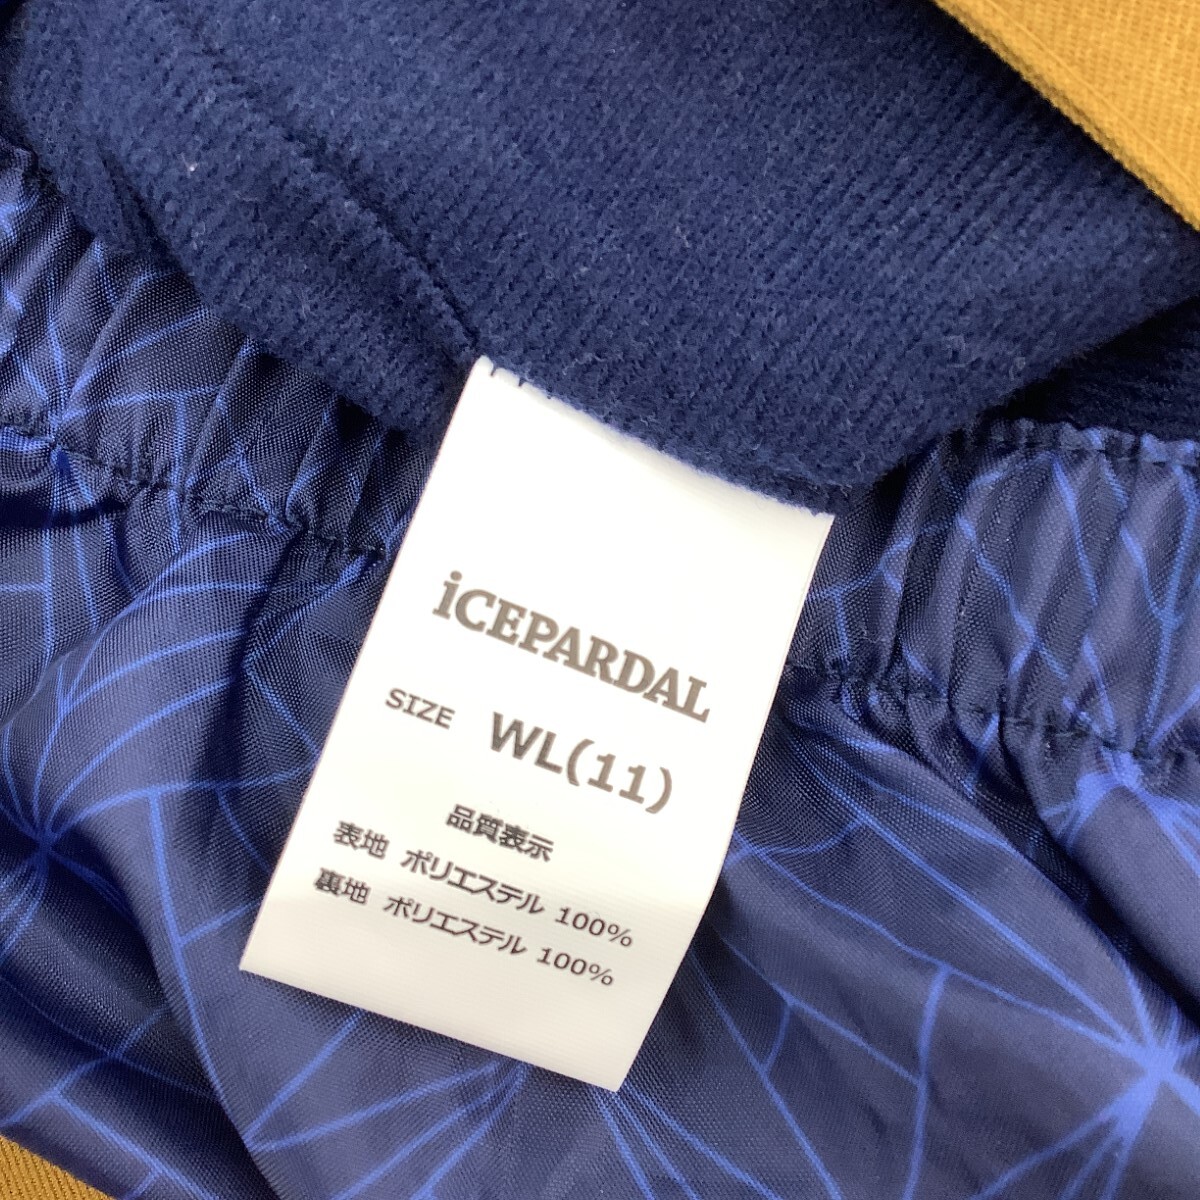 iCEPARDAL
SIZE WL(11)
品質表示
表地 ポリエステル 100%
裏地 ポリエステル 100%